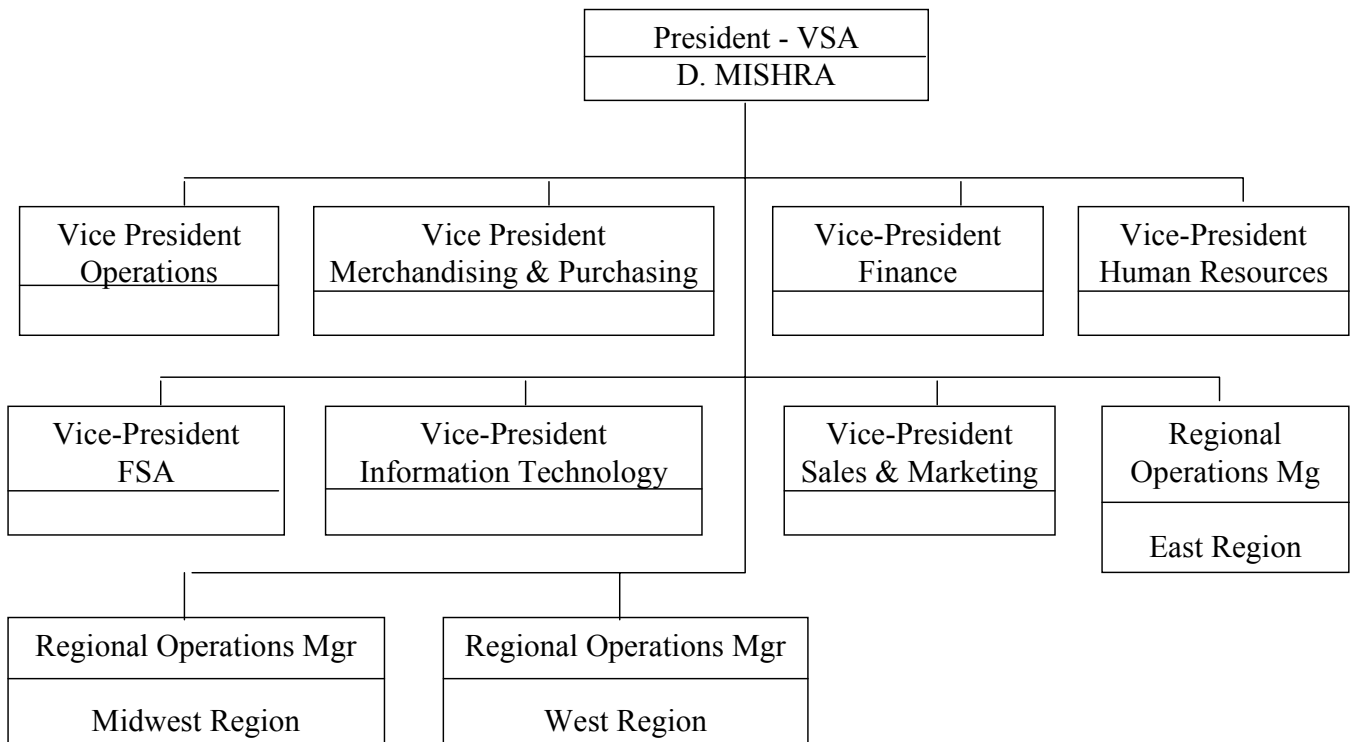 President - VSA
D. MISHRA
Vice President
Operations
Vice President
Merchandising & Purchasing
Vice-President
Finance
Vice-President
Human Resources
Vice-President
FSA
Vice-President
Information Technology
Vice-President
Sales & Marketing
Regional
Operations Mg
East Region
Regional Operations Mgr
Midwest Region
Regional Operations Mgr
West Region